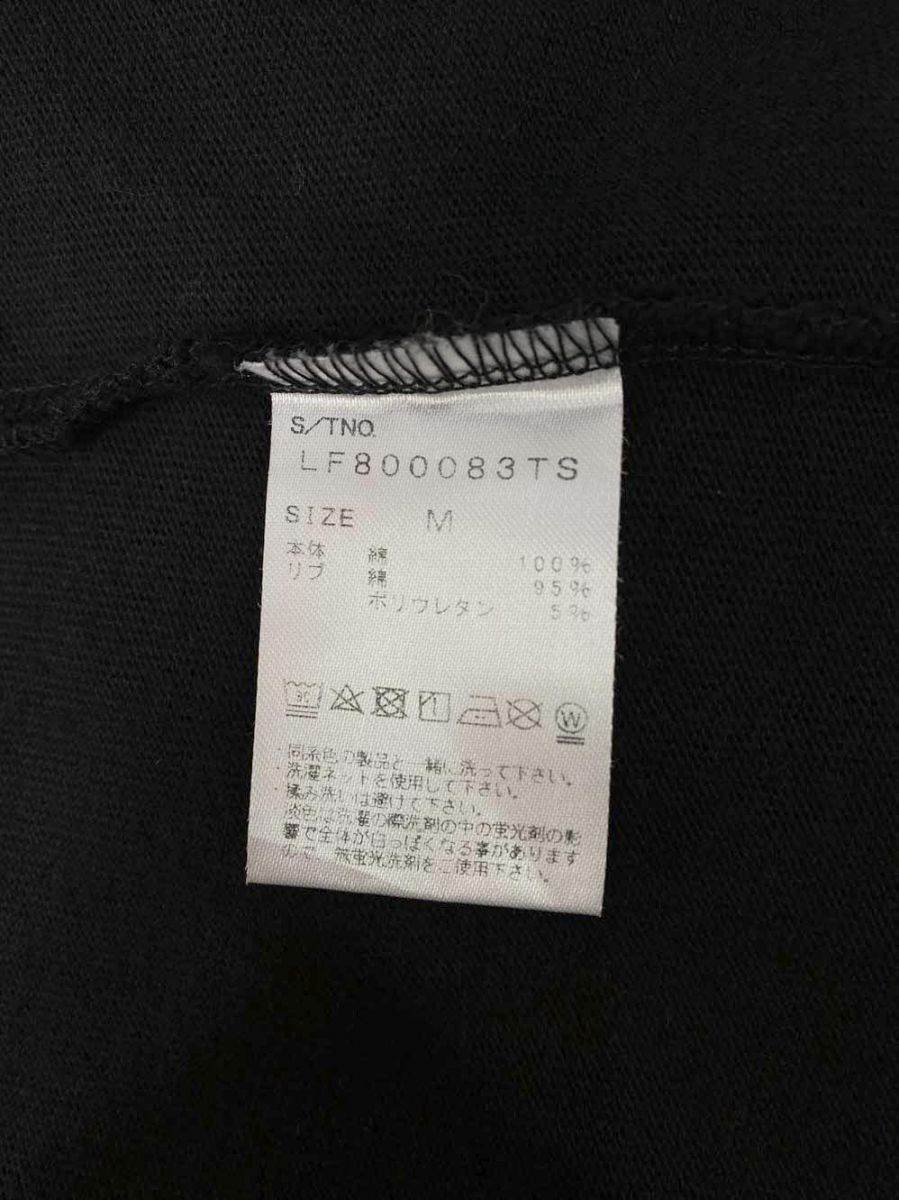 S/TNO.
LF800083TS
SIZE M
本体 綿 100%
リブ 綿 95%
ポリウレタン 5%
30
W
・同系色の製品と一緒に洗って下さい。
・洗濯ネットを使用して下さい。
・揉み洗いは避けて下さい。
淡色は洗濯の際洗剤の中の蛍光剤の影
響で全体が白っぽくなる事があります
ので、無蛍光洗剤をご使用下さい。